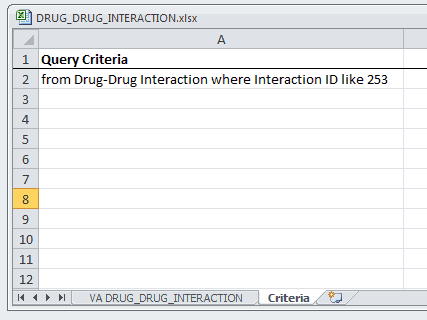 DRUG_DRUG_INTERACTION.xlsx
A
1 Query Criteria
2 from Drug-Drug Interaction where Interaction ID like 253
3
4
5
6
7
8
9
10
11
12
VA DRUG_DRUG_INTERACTION Criteria